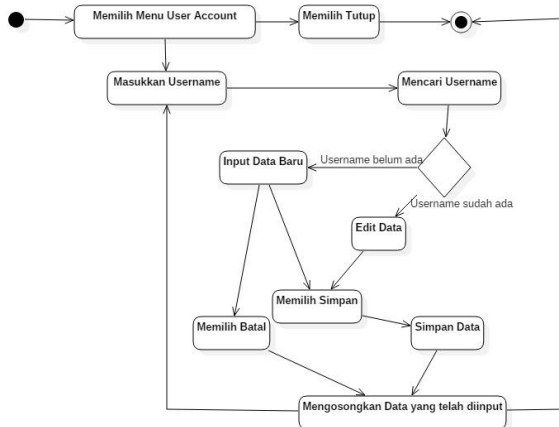 Memilih Menu User Account
Memilih Tutup
Masukkan Username
Mencari Username
Input Data Baru
Username belum ada
Username sudah ada
Edit Data
Memilih Simpan
Memilih Batal
Simpan Data
Mengosongkan Data yang telah diinput